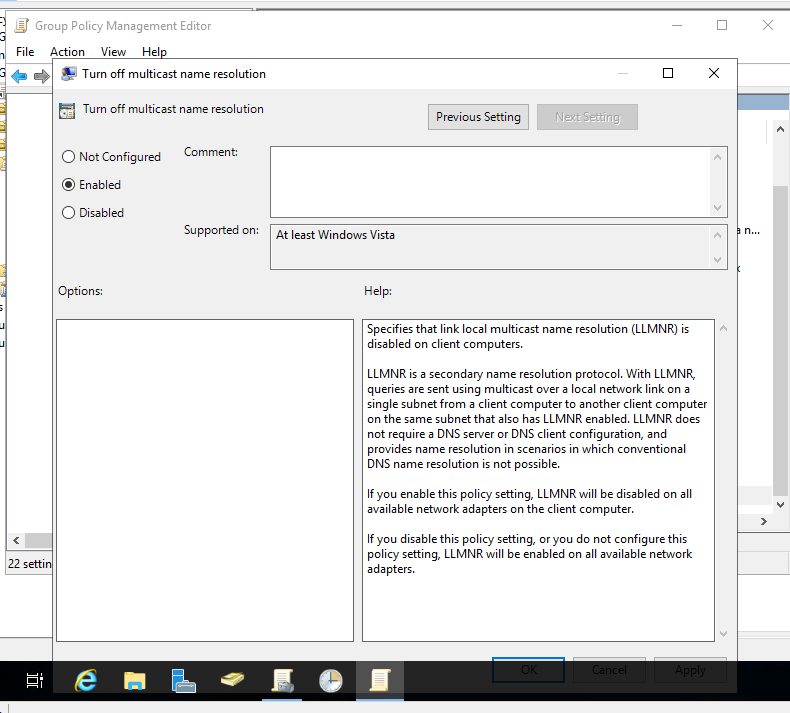 Group Policy Management Editor
File Action View Help
Turn off multicast name resolution
Turn off multicast name resolution
Previous Setting
Next Setting
Not Configured
Enabled
Disabled
Comment:
Supported on:
At least Windows Vista
Options:
Help:
Specifies that link local multicast name resolution (LLMNR) is
disabled on client computers.
LLMNR is a secondary name resolution protocol. With LLMNR,
queries are sent using multicast over a local network link on a
single subnet from a client computer to another client computer
on the same subnet that also has LLMNR enabled. LLMNR does
not require a DNS server or DNS client configuration, and
provides name resolution in scenarios in which conventional
DNS name resolution is not possible.
If you enable this policy setting, LLMNR will be disabled on all
available network adapters on the client computer.
If you disable this policy setting, or you do not configure this
policy setting, LLMNR will be enabled on all available network
adapters.
22 settin
OK
Cancel
Apply